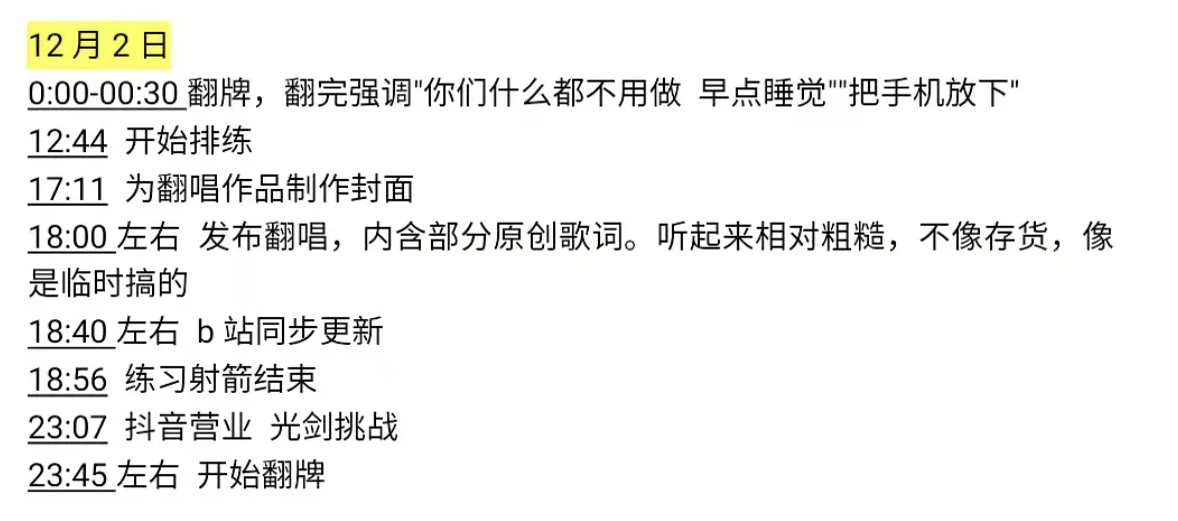 12 月 2 日
0:00-00:30 翻牌，翻完强调"你们什么都不用做 早点睡觉""把手机放下"
12:44 开始排练
17:11 为翻唱作品制作封面
18:00 左右 发布翻唱，内含部分原创歌词。听起来相对粗糙，不像存货，像
是临时搞的
18:40 左右 b 站同步更新
18:56 练习射箭结束
23:07 抖音营业 光剑挑战
23:45 左右 开始翻牌